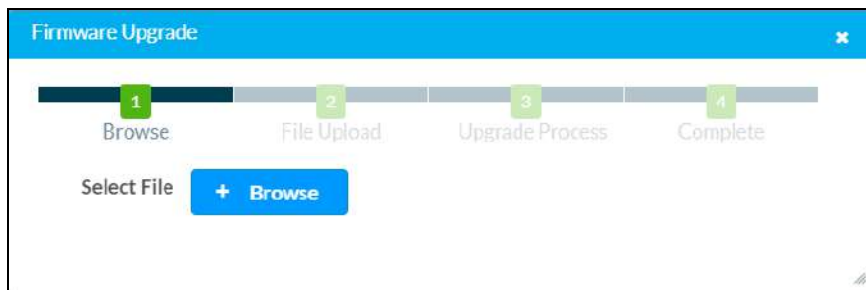 Firmware Upgrade
1 2 3 4
Browse File Upload Upgrade Process Complete
Select File + Browse